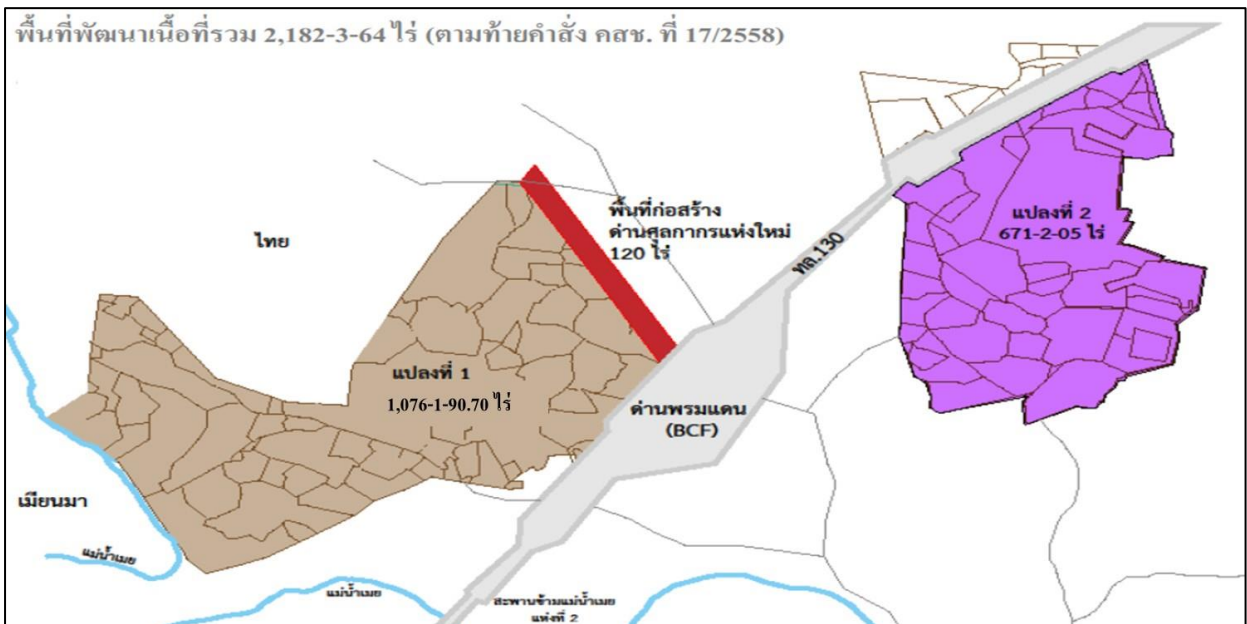 พื้นที่พัฒนาเนื้อที่รวม 2,182-3-64 ไร่ (ตามท้ายคำสั่ง คสช. ที่ 17/2558)
พื้นที่ก่อสร้าง
ด่านศุลกากรแห่งใหม่
120 ไร่
ไทย
ทล.130
แปลงที่ 2
671-2-05 ไร่
แปลงที่ 1
1,076-1-90.70 ไร่
ด่านพรมแดน
(BCF)
เมียนมา
แม่น้ำเมย
แม่น้ำเมย
สะพานข้ามแม่น้ำเมย
แห่งที่ 2